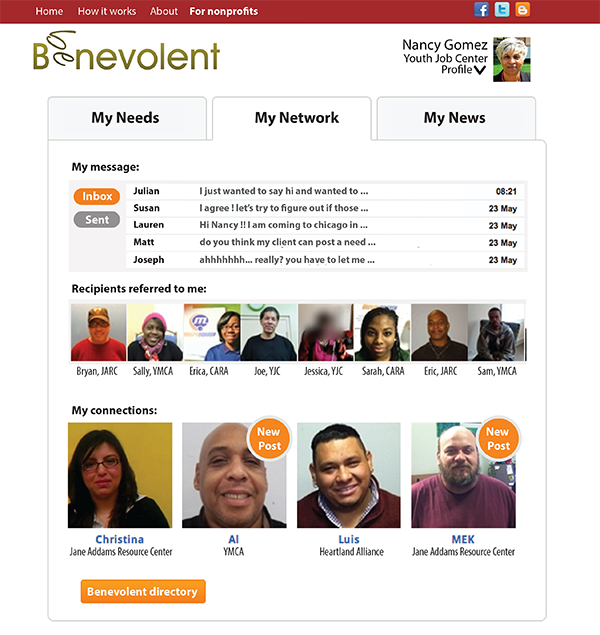 Home How it works About For nonprofits
Benevolent
Nancy Gomez
Youth Job Center
Profile
My Needs My Network My News
My message:
Inbox
Sent
Julian I just wanted to say hi and wanted to ... 08:21
Susan I agree ! let's try to figure out if those ... 23 May
Lauren Hi Nancy !! I am coming to chicago in ... 23 May
Matt do you think my client can post a need ... 23 May
Joseph ahhhhhhh... really? you have to let me ... 23 May
Recipients referred to me:
Bryan, JARC Sally, YMCA Erica, CARA Joe, YJC Jessica, YJC Sarah, CARA Eric, JARC Sam, YMCA
My connections:
New
Post
New
Post
Christina Al Luis MEK
Jane Addams Resource Center YMCA Heartland Alliance Jane Addams Resource Center
Benevolent directory